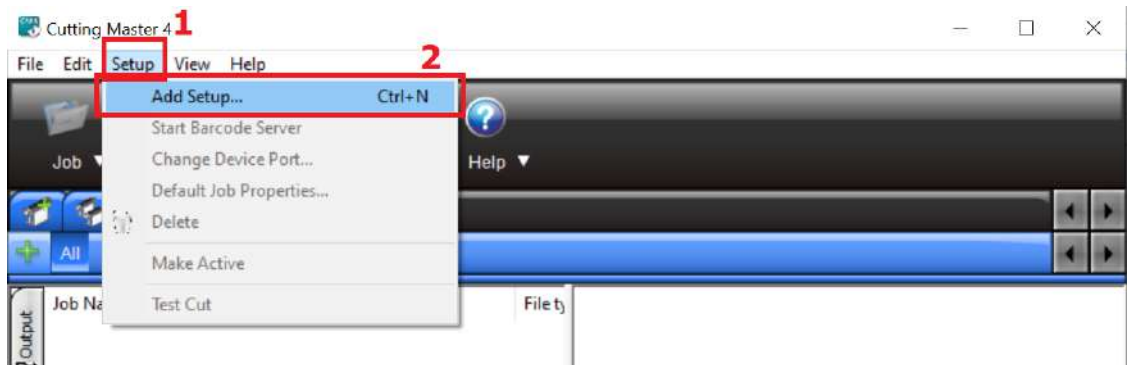 Cutting Master 4 1
File Edit Setup View Help 2
Add Setup... Ctrl+N
Start Barcode Server
Job Change Device Port... Help
Default Job Properties...
Delete
All
Make Active
Job Na Test Cut File ty
Output